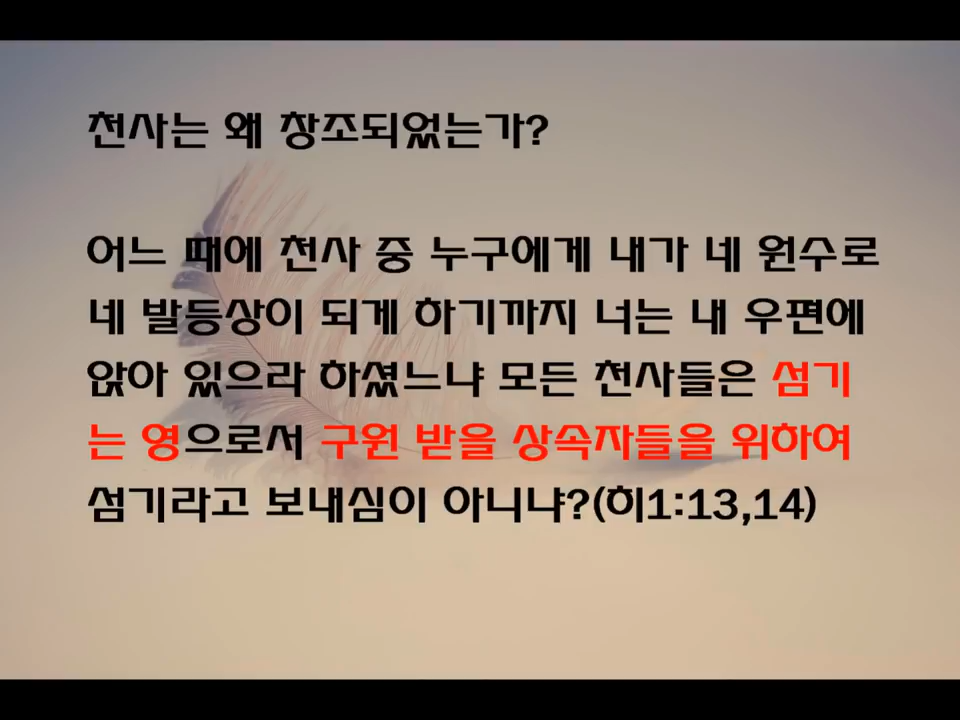 천사는 왜 창조되었는가?
어느 때에 천사 중 누구에게 내가 네 원수로
네 발등상이 되게 하기까지 너는 내 우편에
앉아 있으라 하셨느냐 모든 천사들은 섬기
는 영으로서 구원 받을 상속자들을 위하여
섬기라고 보내심이 아니냐?(히1:13,14)